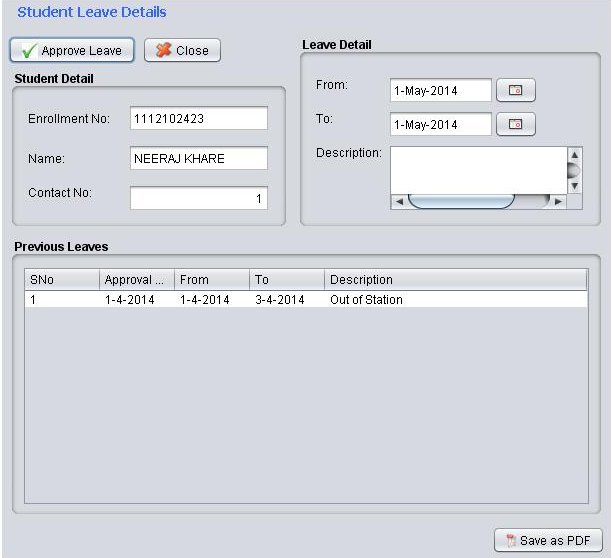 Student Leave Details
Approve Leave Close
Student Detail
Enrollment No: 1112102423
Name: NEERAJ KHARE
Contact No: 1
Leave Detail
From: 1-May-2014
To: 1-May-2014
Description:
Previous Leaves
SNo Approval ... From To Description
1 1-4-2014 1-4-2014 3-4-2014 Out of Station
Save as PDF